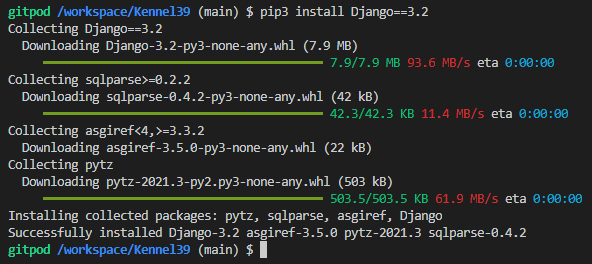 gitpod /workspace/Kennel39 (main) $ pip3 install Django==3.2
Collecting Django==3.2
Downloading Django-3.2-py3-none-any.whl (7.9 MB)
7.9/7.9 MB 93.6 MB/s eta 0:00:00
Collecting sqlparse>=0.2.2
Downloading sqlparse-0.4.2-py3-none-any.whl (42 kB)
42.3/42.3 KB 11.4 MB/s eta 0:00:00
Collecting asgiref<4,>=3.3.2
Downloading asgiref-3.5.0-py3-none-any.whl (22 kB)
Collecting pytz
Downloading pytz-2021.3-py2.py3-none-any.whl (503 kB)
503.5/503.5 KB 61.9 MB/s eta 0:00:00
Installing collected packages: pytz, sqlparse, asgiref, Django
Successfully installed Django-3.2 asgiref-3.5.0 pytz-2021.3 sqlparse-0.4.2
gitpod /workspace/Kennel39 (main) $